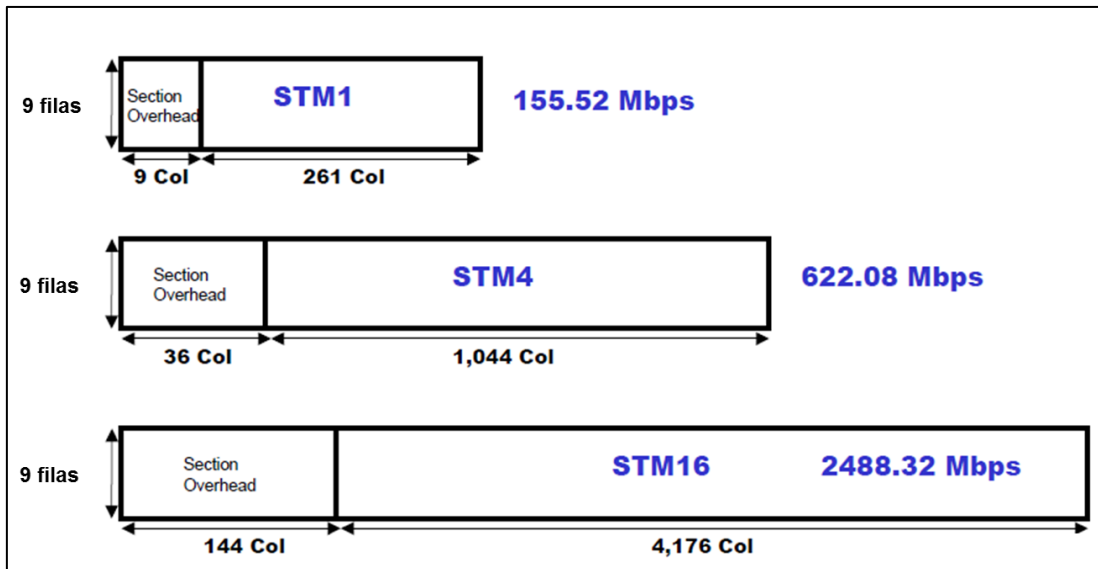 9 filas
Section
Overhead
STM1
155.52 Mbps
9 Col
261 Col
9 filas
Section
Overhead
STM4
622.08 Mbps
36 Col
1,044 Col
9 filas
Section
Overhead
STM16
2488.32 Mbps
144 Col
4,176 Col